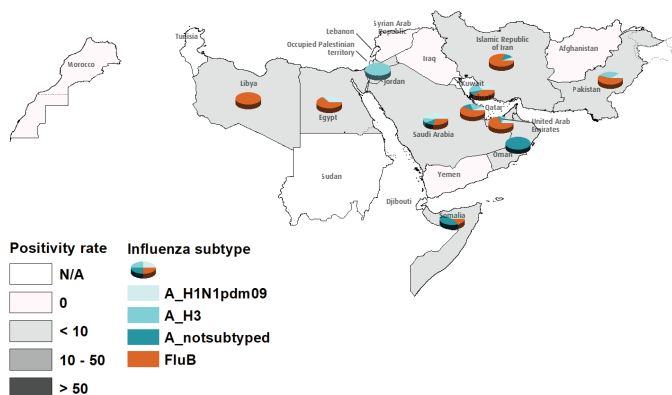 Syrian Arab
Republic
Lebanon
Occupied Palestinian
territory
Tunisia
Morocco
Iraq
Islamic Republic
of Iran
Afghanistan
Jordan
Kuwait
Pakistan
Libya
Egypt
Qatar
Saudi Arabia
United Arab
Emirates
Oman
Sudan
Yemen
Djibouti
Somalia
Positivity rate
N/A
0
< 10
10 - 50
> 50
Influenza subtype
A_H1N1pdm09
A_H3
A_notsubtyped
FluB